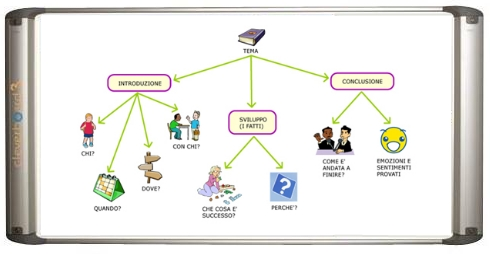 TEMA
INTRODUZIONE
CONCLUSIONE
SVILUPPO
(I FATTI)
CHI?
CON CHI?
QUANDO?
DOVE?
CHE COSA E'
SUCCESSO?
PERCHE'?
COME E'
ANDATA A
FINIRE?
EMOZIONI E
SENTIMENTI
PROVATI